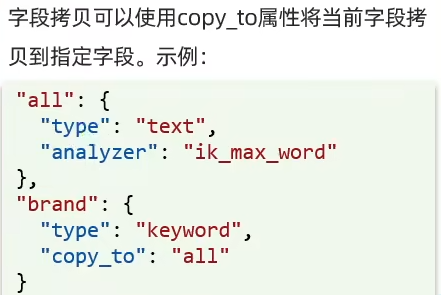 字段拷贝可以使用copy_to属性将当前字段拷
贝到指定字段。示例：
"all": {
  "type": "text",
  "analyzer": "ik_max_word"
},
"brand": {
  "type": "keyword",
  "copy_to": "all"
}